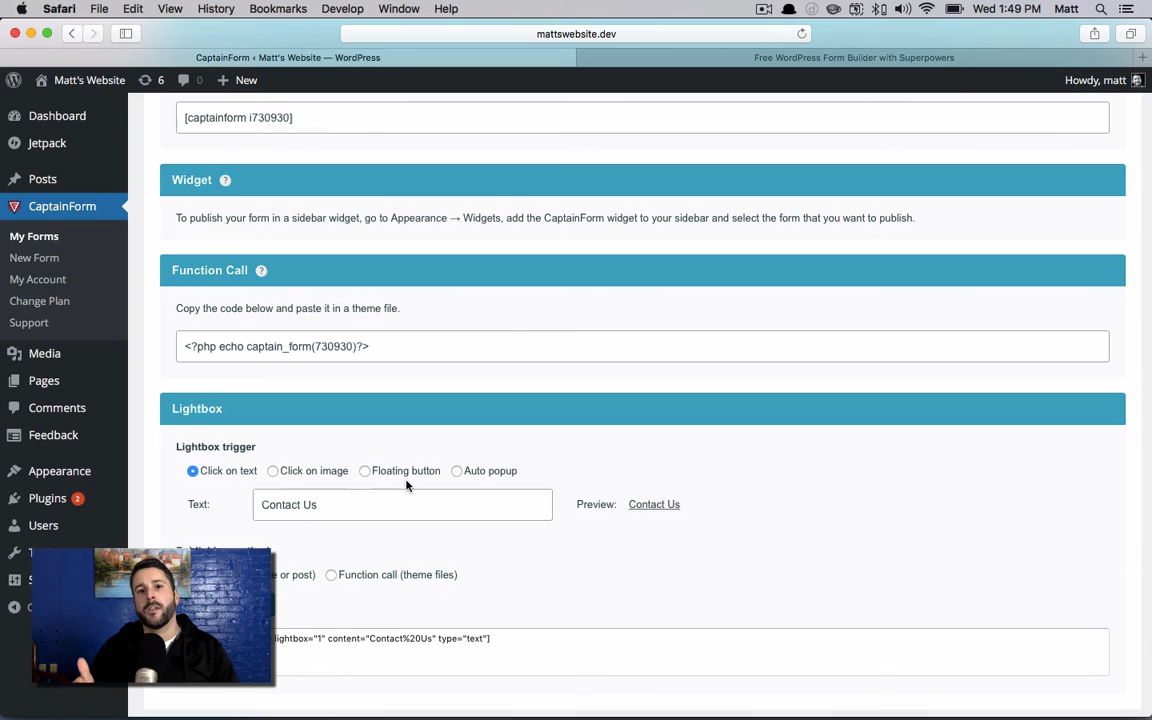 Safari File Edit View History Bookmarks Develop Window Help Wed 1:49 PM Matt
mattswebsite.dev
CaptainForm ‹ Matt's Website — WordPress
Free WordPress Form Builder with Superpowers
Matt's Website 6 0 New Howdy, matt
Dashboard
Jetpack
Posts
CaptainForm
My Forms
New Form
My Account
Change Plan
Support
Media
Pages
Comments
Feedback
Appearance
Plugins 2
Users
[captainform i730930]
Widget ?
To publish your form in a sidebar widget, go to Appearance → Widgets, add the CaptainForm widget to your sidebar and select the form that you want to publish.
Function Call ?
Copy the code below and paste it in a theme file.
<?php echo captain_form(730930)?>
Lightbox
Lightbox trigger
Click on text Click on image Floating button Auto popup
Text: Contact Us Preview: Contact Us
or post) Function call (theme files)
lightbox="1" content="Contact%20Us" type="text"]